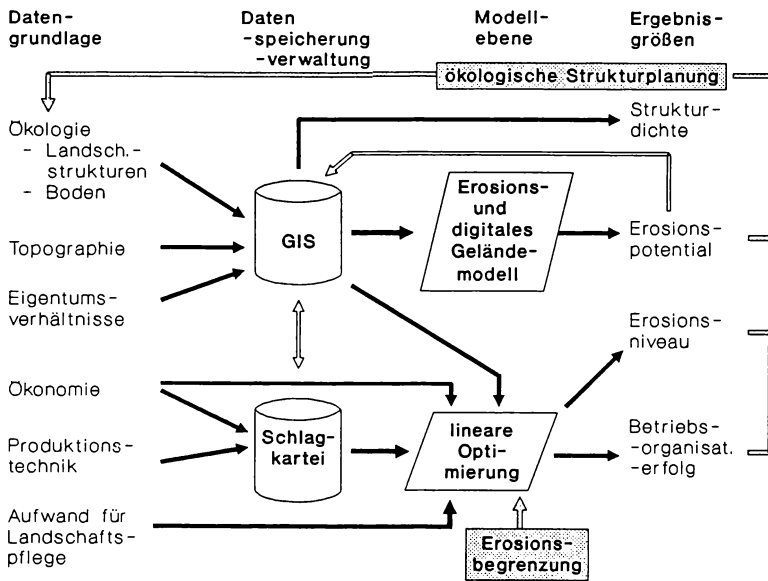 Daten-
grundlage
Daten
-speicherung
-verwaltung
Modell-
ebene
Ergebnis-
größen
ökologische Strukturplanung
Ökologie
- Landsch.-
strukturen
- Boden
Topographie
Eigentums-
verhältnisse
Ökonomie
Produktions-
technik
Aufwand für
Landschafts-
pflege
GIS
Schlag-
kartei
Erosions-
und
digitales
Gelände-
modell
lineare
Opti-
mierung
Erosions-
begrenzung
Struktur-
dichte
Erosions-
potential
Erosions-
niveau
Betriebs-
-organisat.
-erfolg